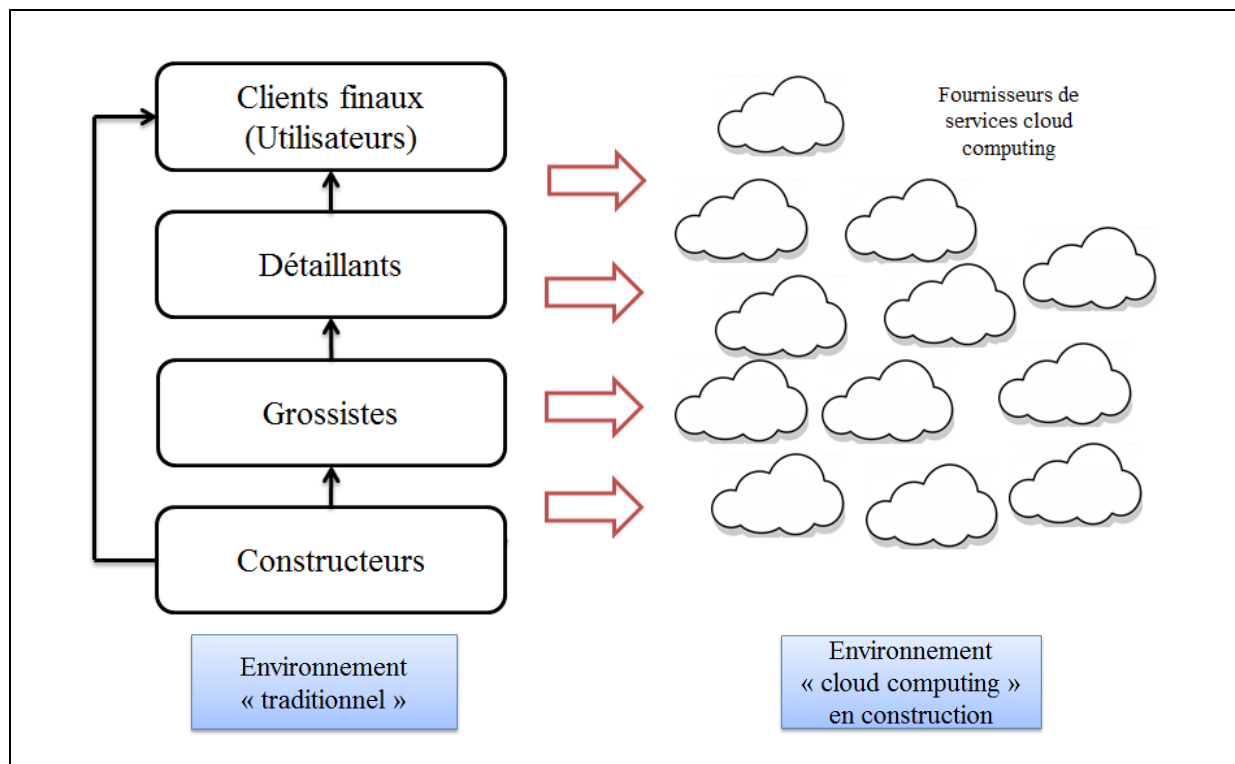 Clients finaux
(Utilisateurs)
Détaillants
Grossistes
Constructeurs
Environnement
« traditionnel »
Fournisseurs de
services cloud
computing
Environnement
« cloud computing »
en construction